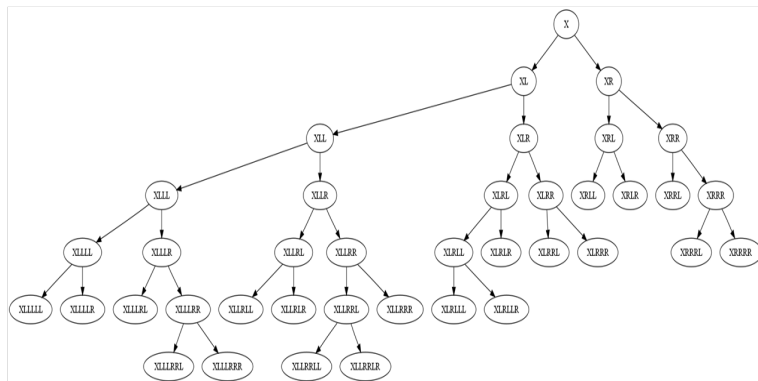 X
XL XR
XLL XLR XRL XRR
XLLL XLLR XLRL XLRR XRLL XRLR XRRL XRRR
XLLLL XLLLR XLLRL XLLRR XLRLL XLRLR XLRRL XLRRR XRRRL XRRRR
XLLLLL XLLLLR XLLLRL XLLLRR XLLRLL XLLRLR XLLRRL XLLRRR XLRLLL XLRLLR
XLLLRRL XLLLRRR XLLRRLL XLLRRLR